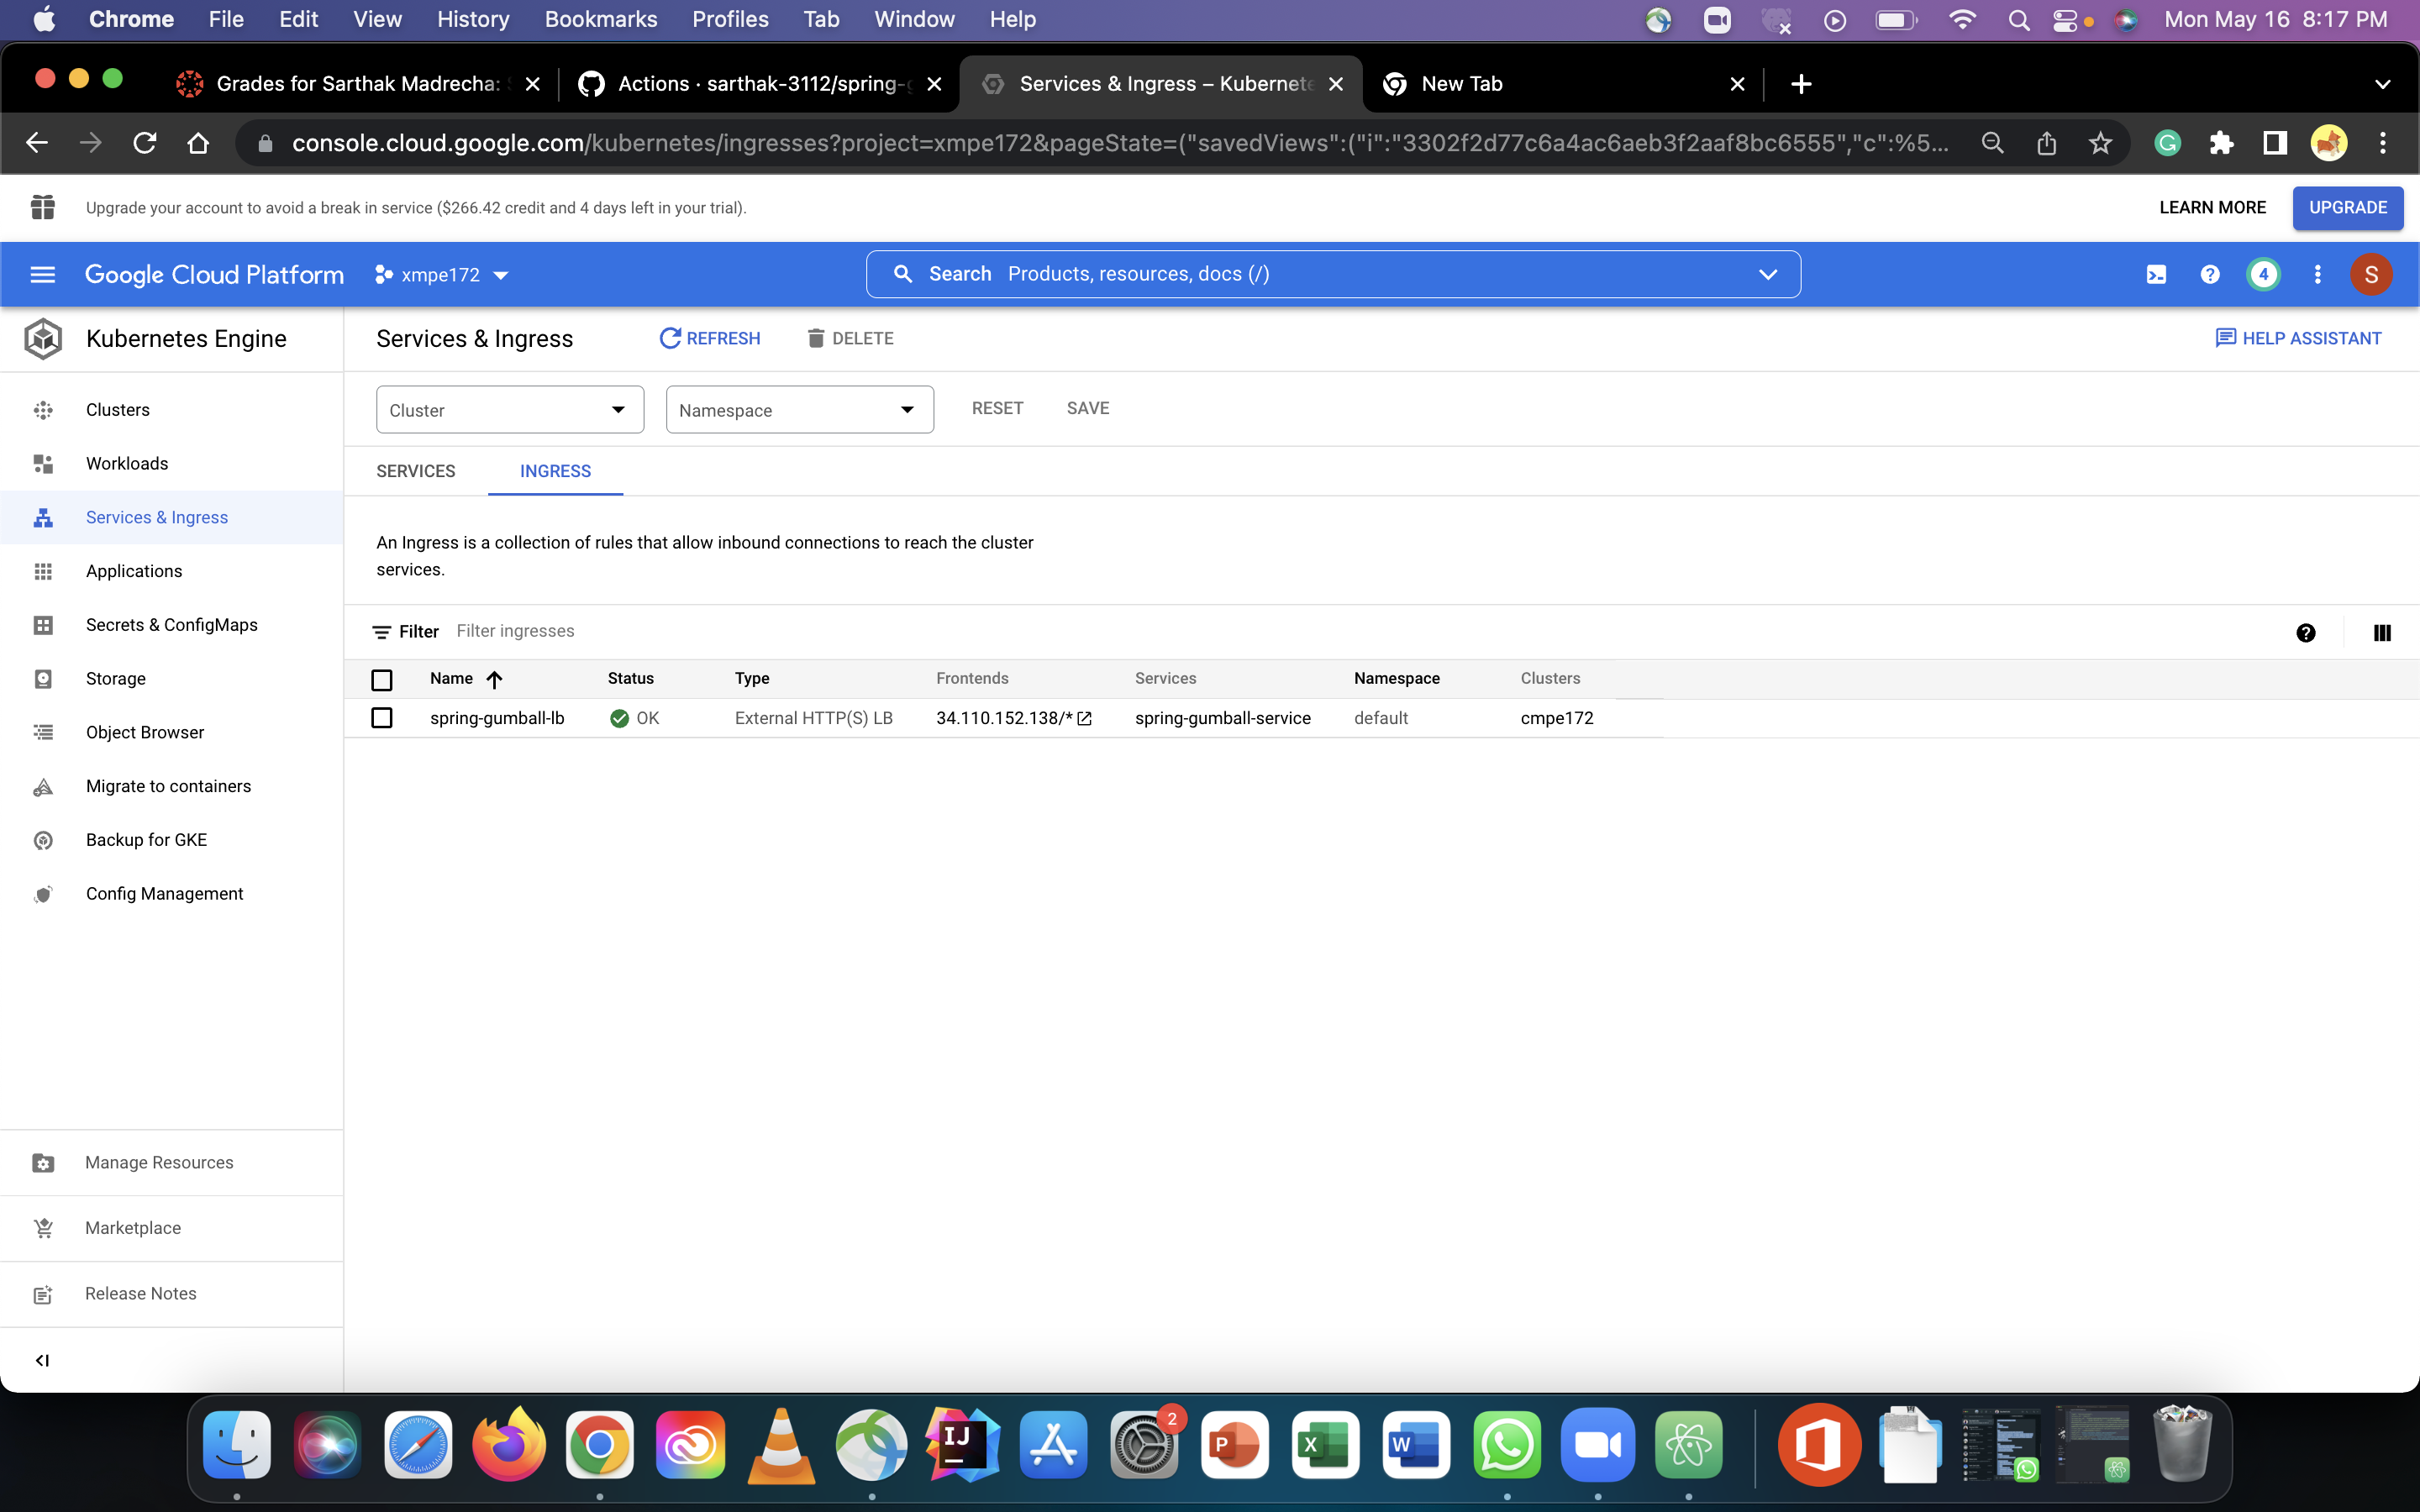 Chrome File Edit View History Bookmarks Profiles Tab Window Help Mon May 16 8:17 PM
Grades for Sarthak Madrecha: Actions · sarthak-3112/spring- Services & Ingress – Kubernete New Tab
console.cloud.google.com/kubernetes/ingresses?project=xmpe172&pageState=("savedViews":("i":"3302f2d77c6a4ac6aeb3f2aaf8bc6555","c":%5...
Upgrade your account to avoid a break in service ($266.42 credit and 4 days left in your trial). LEARN MORE UPGRADE
Google Cloud Platform xmpe172 Search Products, resources, docs (/) 4 S
Kubernetes Engine
Services & Ingress REFRESH DELETE HELP ASSISTANT
Clusters
Workloads
Services & Ingress
Applications
Secrets & ConfigMaps
Storage
Object Browser
Migrate to containers
Backup for GKE
Config Management
Manage Resources
Marketplace
Release Notes
Cluster Namespace RESET SAVE
SERVICES INGRESS
An Ingress is a collection of rules that allow inbound connections to reach the cluster
services.
Filter Filter ingresses
Name Status Type Frontends Services Namespace Clusters
spring-gumball-lb OK External HTTP(S) LB 34.110.152.138/* spring-gumball-service default cmpe172
IJ 2 P X W